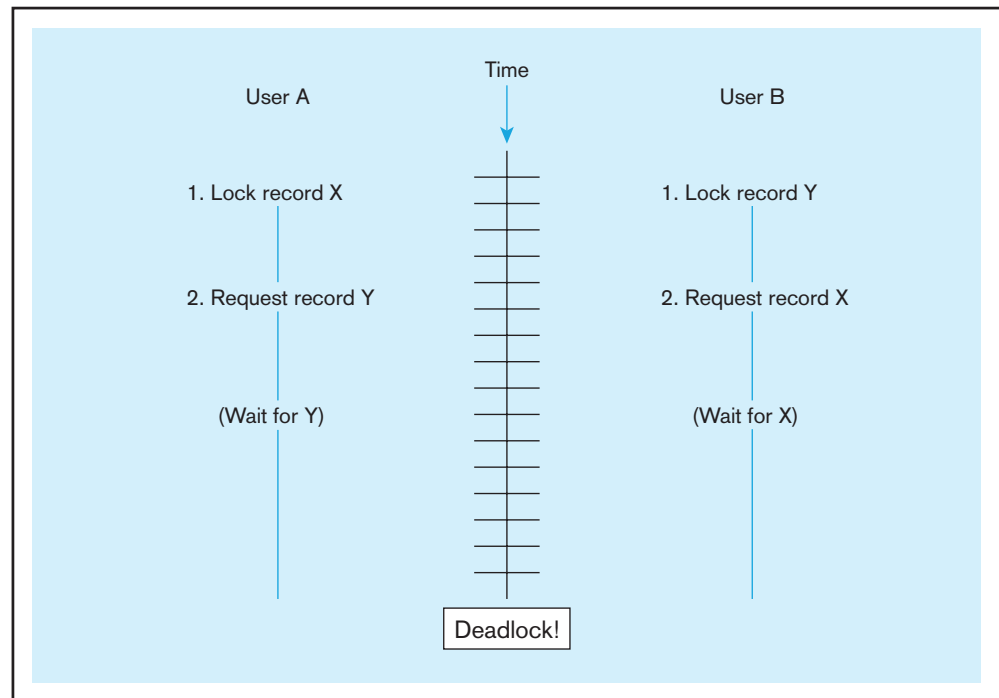 Time
User A
User B
1. Lock record X
1. Lock record Y
2. Request record Y
2. Request record X
(Wait for Y)
(Wait for X)
Deadlock!